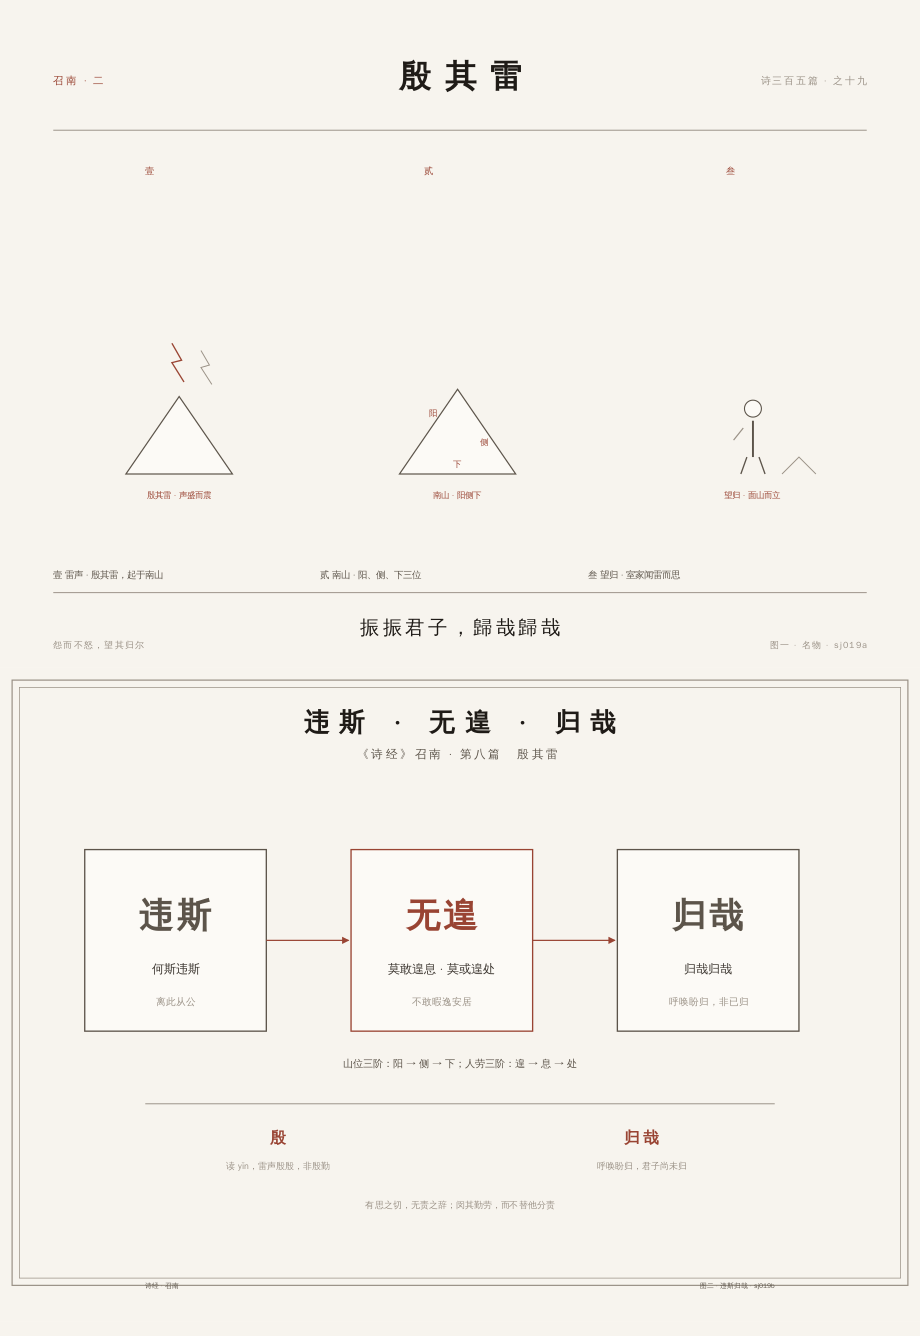 召南 · 二
殷其雷
诗三百五篇 · 之十九
壹
贰
叁
阳
侧
下
殷其雷 · 声盛而震
南山 · 阳侧下
望归 · 面山而立
壹 雷声 · 殷其雷，起于南山
贰 南山 · 阳、侧、下三位
叁 望归 · 室家闻雷而思
振振君子，歸哉歸哉
怨而不怒，望其归尔
图一 · 名物 · sj019a
违斯 · 无遑 · 归哉
《诗经》召南 · 第八篇 殷其雷
违斯
无遑
归哉
何斯违斯
莫敢遑息 · 莫或遑处
归哉归哉
离此从公
不敢暇逸安居
呼唤盼归，非已归
山位三阶：阳 → 侧 → 下；人劳三阶：遑 → 息 → 处
殷
归哉
读 yǐn，雷声殷殷，非殷勤
呼唤盼归，君子尚未归
有思之切，无责之辞；闵其勤劳，而不替他分责
诗经 · 召南
图二 · 违斯归哉 · sj019b